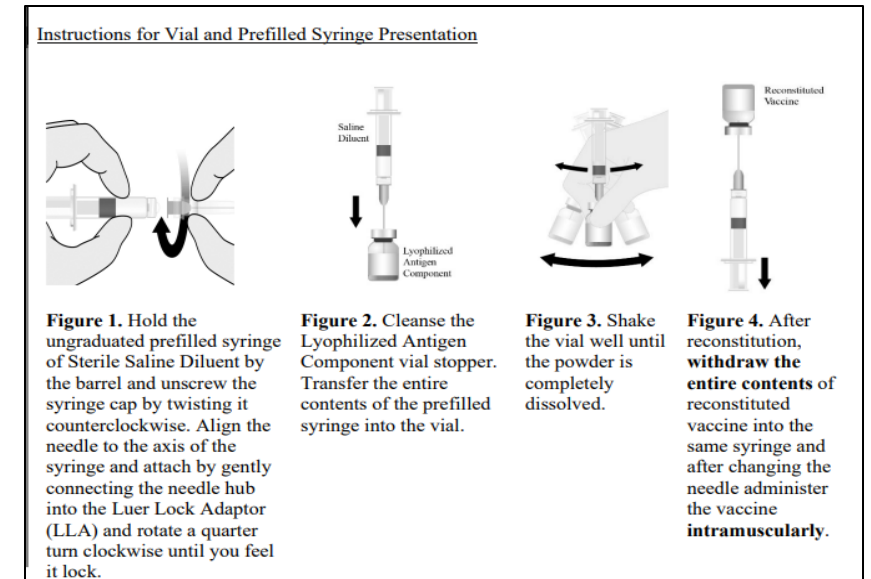 Instructions for Vial and Prefilled Syringe Presentation
Saline
Diluent
Lyophilized
Antigen
Component
Reconstituted
Vaccine
Figure 1. Hold the
ungraduated prefilled syringe
of Sterile Saline Diluent by
the barrel and unscrew the
syringe cap by twisting it
counterclockwise. Align the
needle to the axis of the
syringe and attach by gently
connecting the needle hub
into the Luer Lock Adaptor
(LLA) and rotate a quarter
turn clockwise until you feel
it lock.
Figure 2. Cleanse the
Lyophilized Antigen
Component vial stopper.
Transfer the entire
contents of the prefilled
syringe into the vial.
Figure 3. Shake
the vial well until
the powder is
completely
dissolved.
Figure 4. After
reconstitution,
withdraw the
entire contents of
reconstituted
vaccine into the
same syringe and
after changing the
needle administer
the vaccine
intramuscularly.